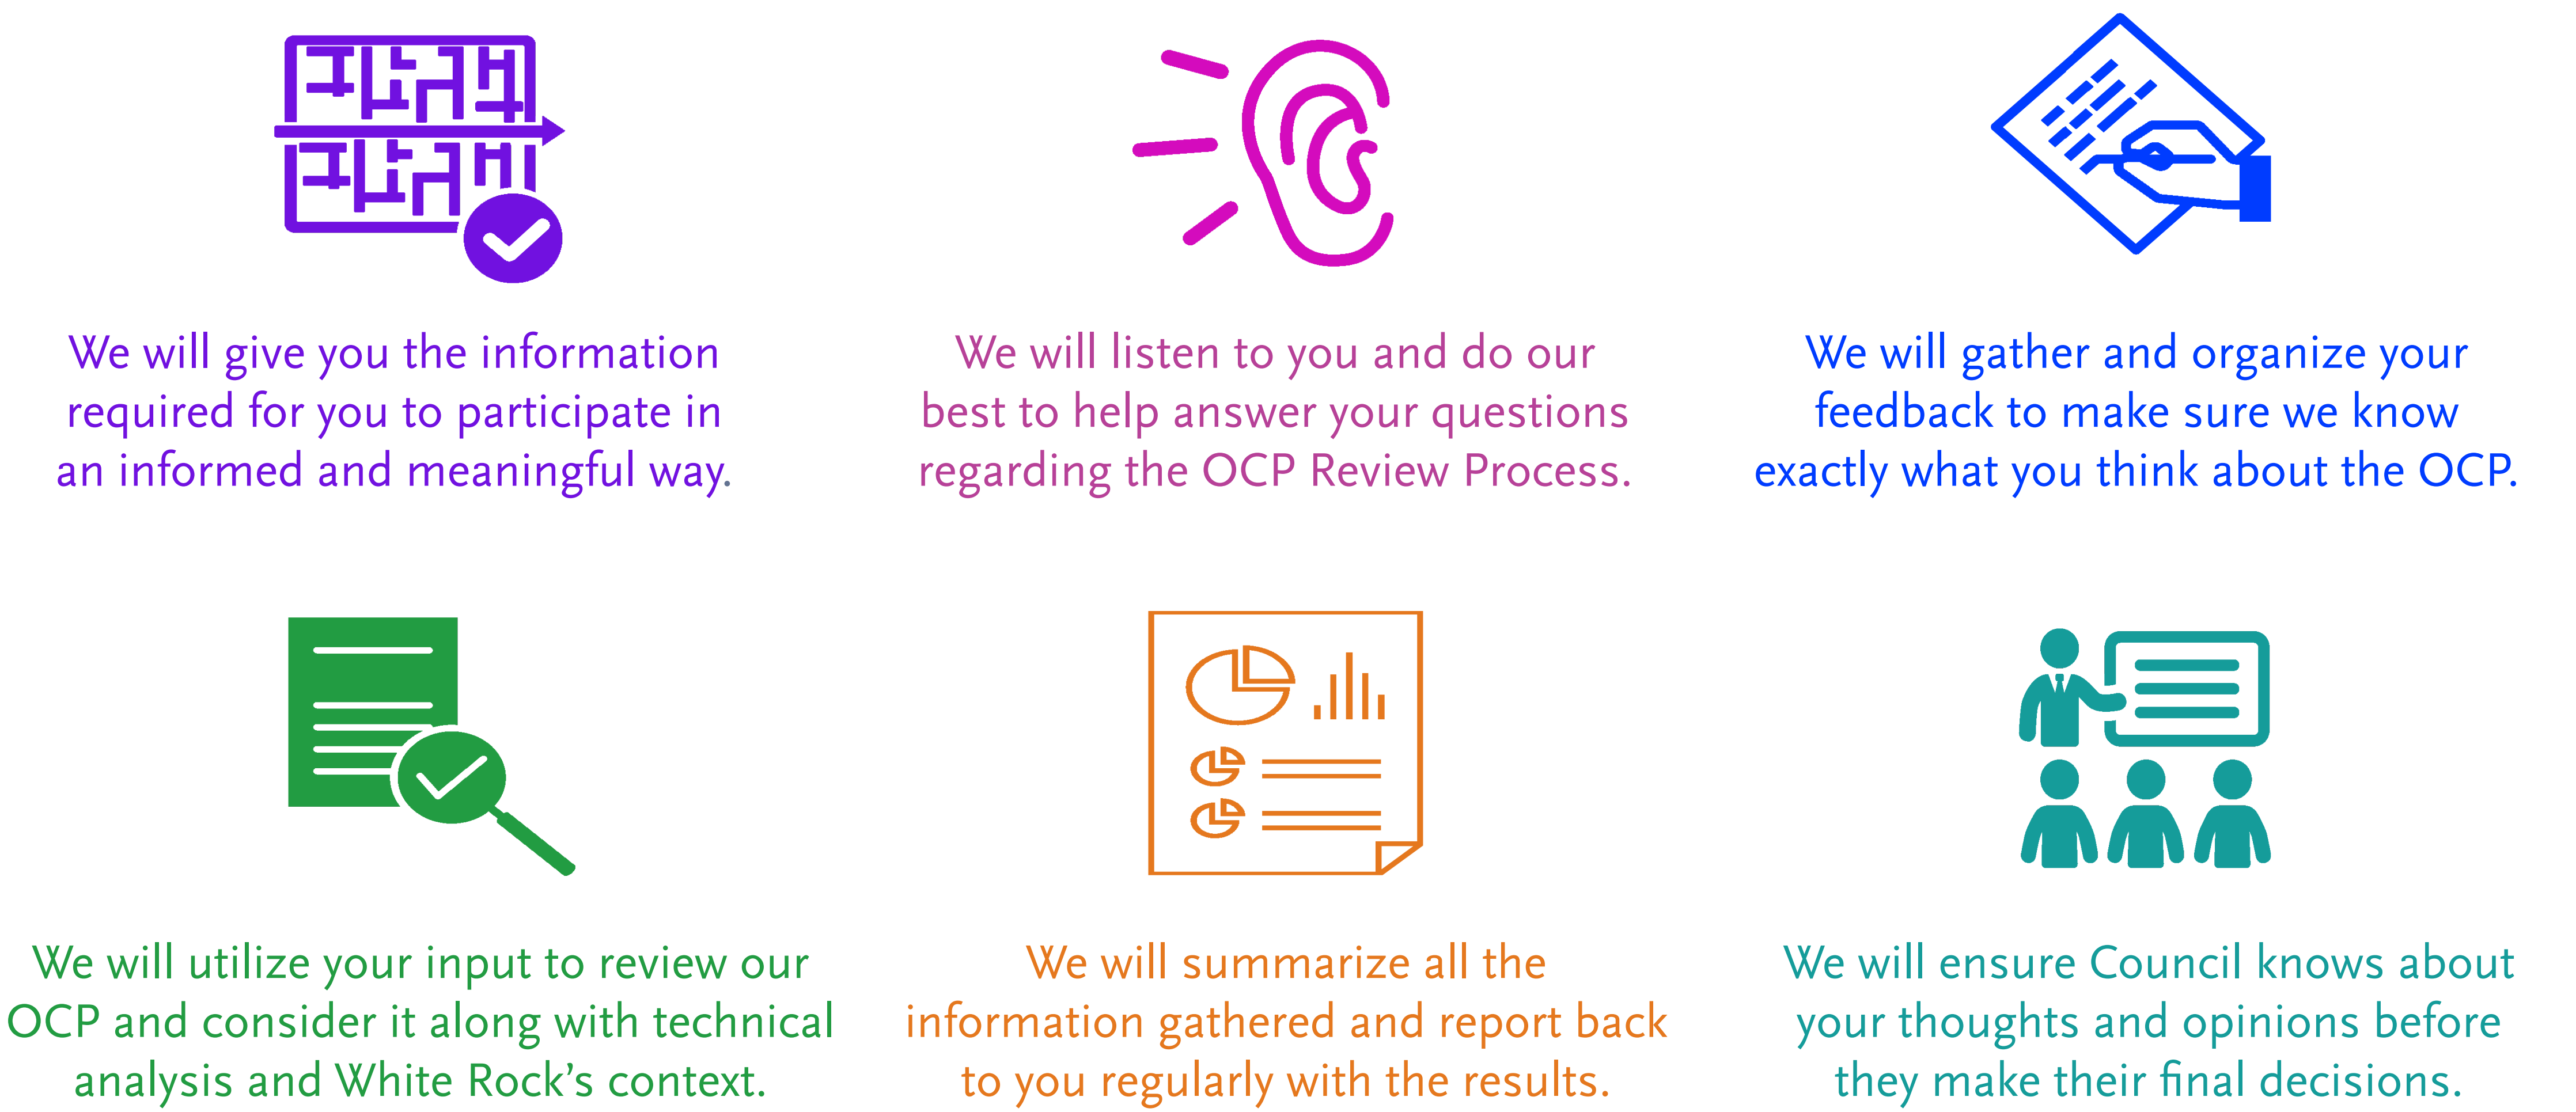 We will give you the information
required for you to participate in
an informed and meaningful way.
We will listen to you and do our
best to help answer your questions
regarding the OCP Review Process.
We will gather and organize your
feedback to make sure we know
exactly what you think about the OCP.
We will utilize your input to review our
OCP and consider it along with technical
analysis and White Rock’s context.
We will summarize all the
information gathered and report back
to you regularly with the results.
We will ensure Council knows about
your thoughts and opinions before
they make their final decisions.